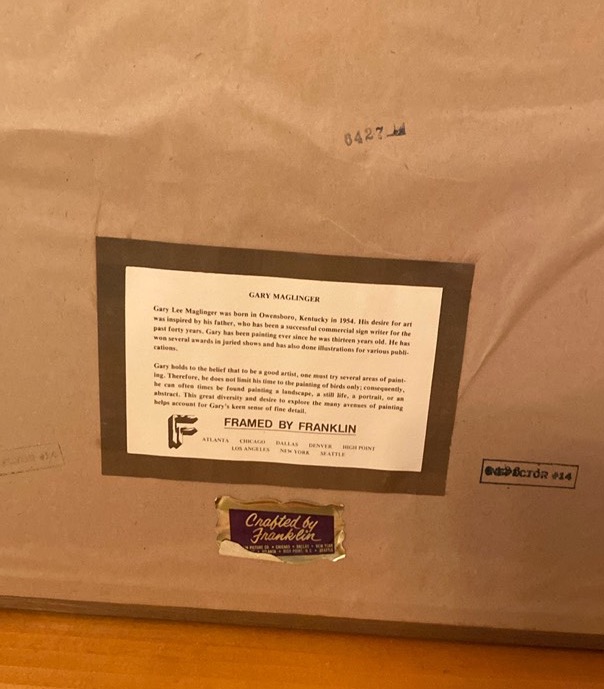 6427
GARY MAGLINGER
Gary Lee Maglinger was born in Owensboro, Kentucky in 1954. His desire for art
was inspired by his father, who has been a successful commercial sign writer for the
past forty years. Gary has been painting ever since he was thirteen years old. He has
won several awards in juried shows and has also done illustrations for various publi-
cations.
Gary holds to the belief that to be a good artist, one must try several areas of paint-
ing. Therefore, he does not limit his time to the painting of birds only; consequently,
he can often times be found painting a landscape, a still life, a portrait, or an
abstract. This great diversity and desire to explore the many avenues of painting
helps account for Gary's keen sense of fine detail.
FRAMED BY FRANKLIN
ATLANTA CHICAGO DALLAS DENVER HIGH POINT
LOS ANGELES NEW YORK SEATTLE
INSPECTOR #14
Crafted by
Franklin